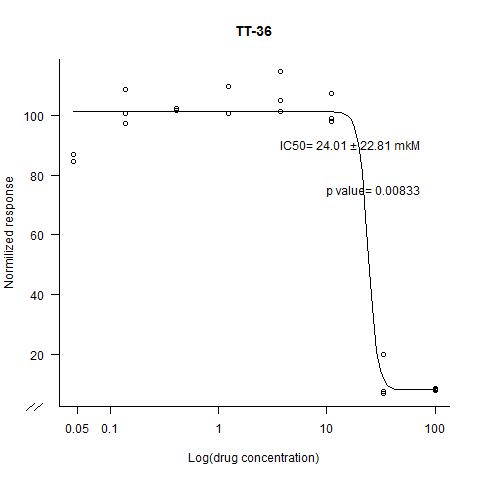 TT-36
100
80
60
40
20
IC50= 24.01 ± 22.81 mkM
p value= 0.00833
Normilized response
0.05 0.1 1 10 100
Log(drug concentration)